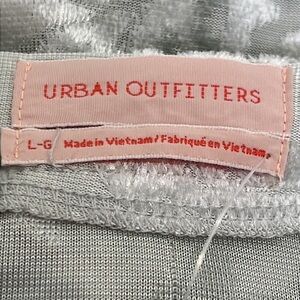 URBAN OUTFITTERS
L-G Made in Vietnam / Fabriqué en Vietnam.